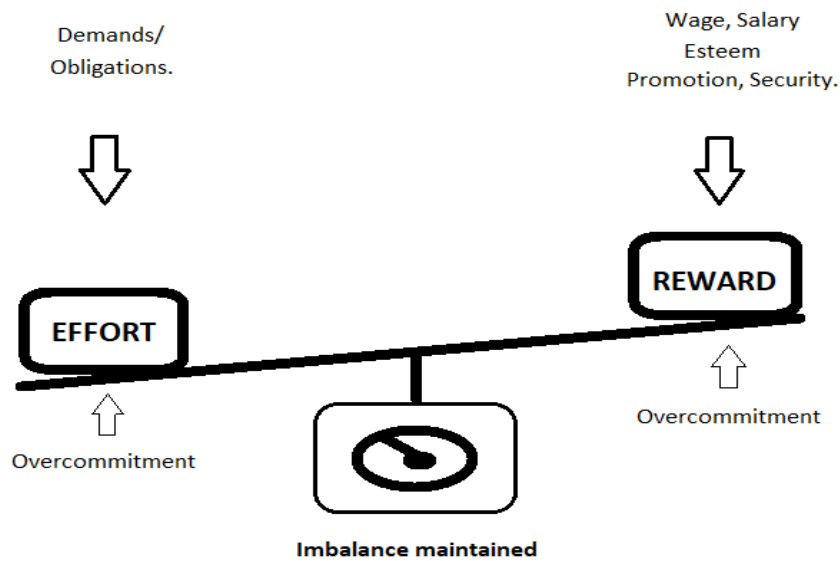 Demands/
Obligations.
Wage, Salary
Esteem
Promotion, Security.
EFFORT
REWARD
Overcommitment
Overcommitment
Imbalance maintained